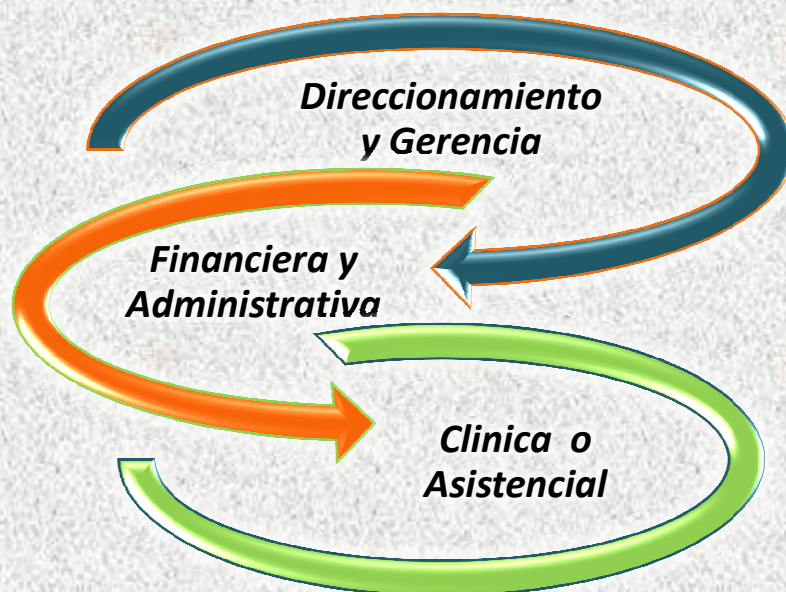 Direccionamiento
y Gerencia
Financiera y
Administrativa
Clinica o
Asistencial